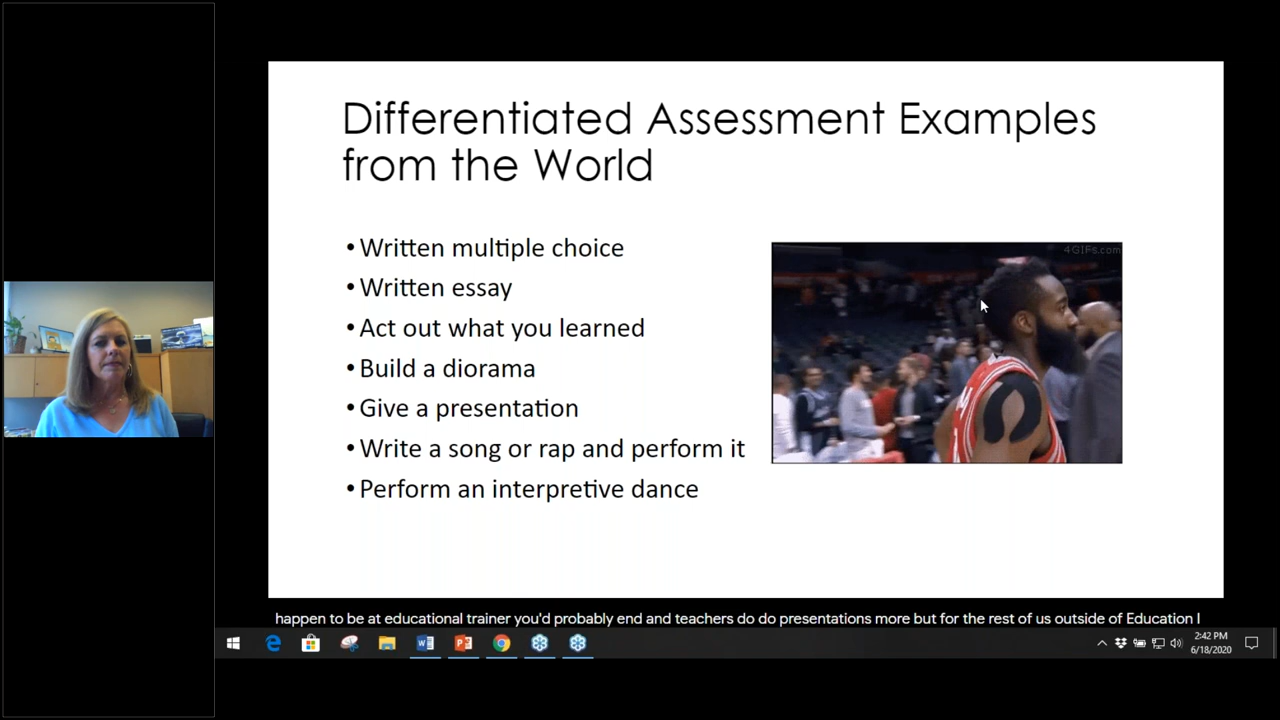 Differentiated Assessment Examples
from the World
• Written multiple choice
• Written essay
• Act out what you learned
• Build a diorama
• Give a presentation
• Write a song or rap and perform it
• Perform an interpretive dance
4GIFs.com
happen to be at educational trainer you'd probably end and teachers do do presentations more but for the rest of us outside of Education I
2:42 PM
6/18/2020